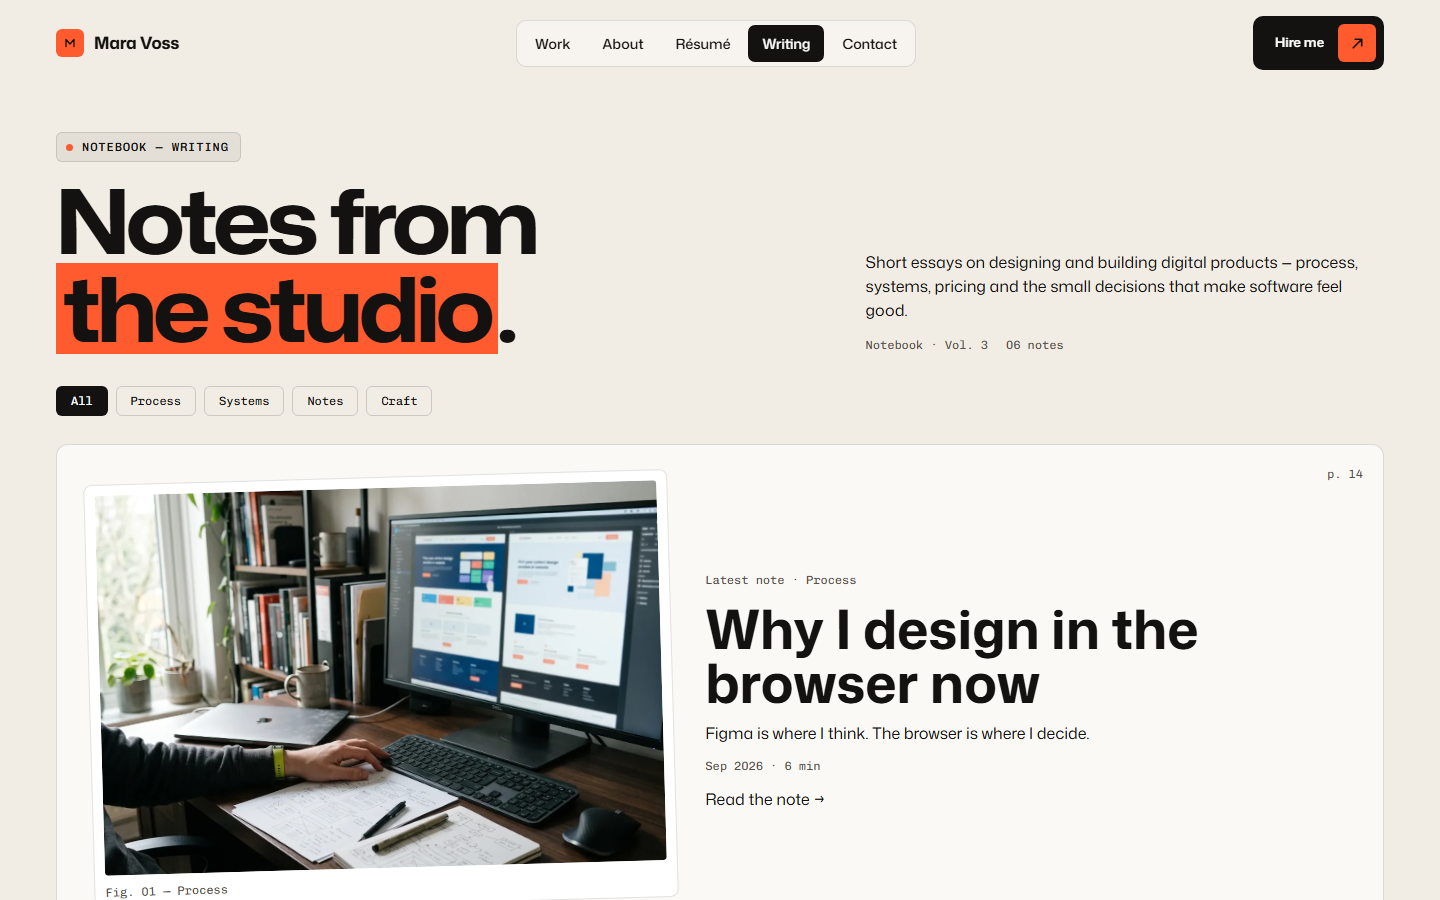 M Mara Voss
Work About Résumé Writing Contact
Hire me
NOTEBOOK — WRITING
Notes from
the studio.
Short essays on designing and building digital products — process,
systems, pricing and the small decisions that make software feel
good.
Notebook · Vol. 3 06 notes
All Process Systems Notes Craft
p. 14
Latest note · Process
Why I design in the
browser now
Figma is where I think. The browser is where I decide.
Sep 2026 · 6 min
Read the note →
Fig. 01 — Process